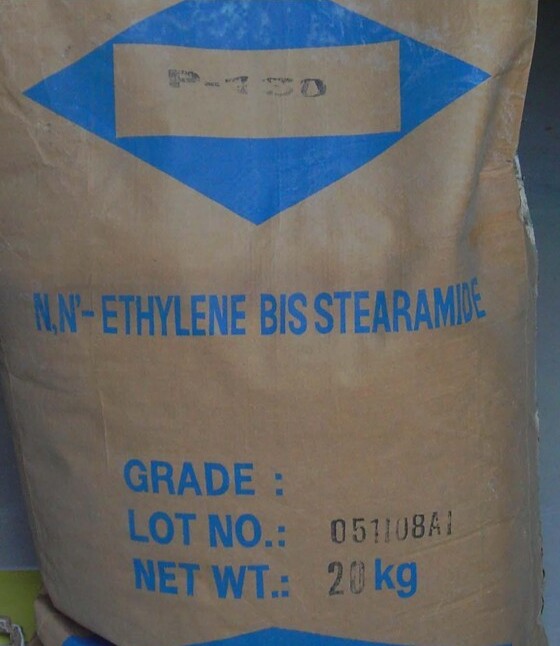 P-130
N,N'-ETHYLENE BIS STEARAMIDE
GRADE :
LOT NO.: 051108A1
NET WT.: 20 kg